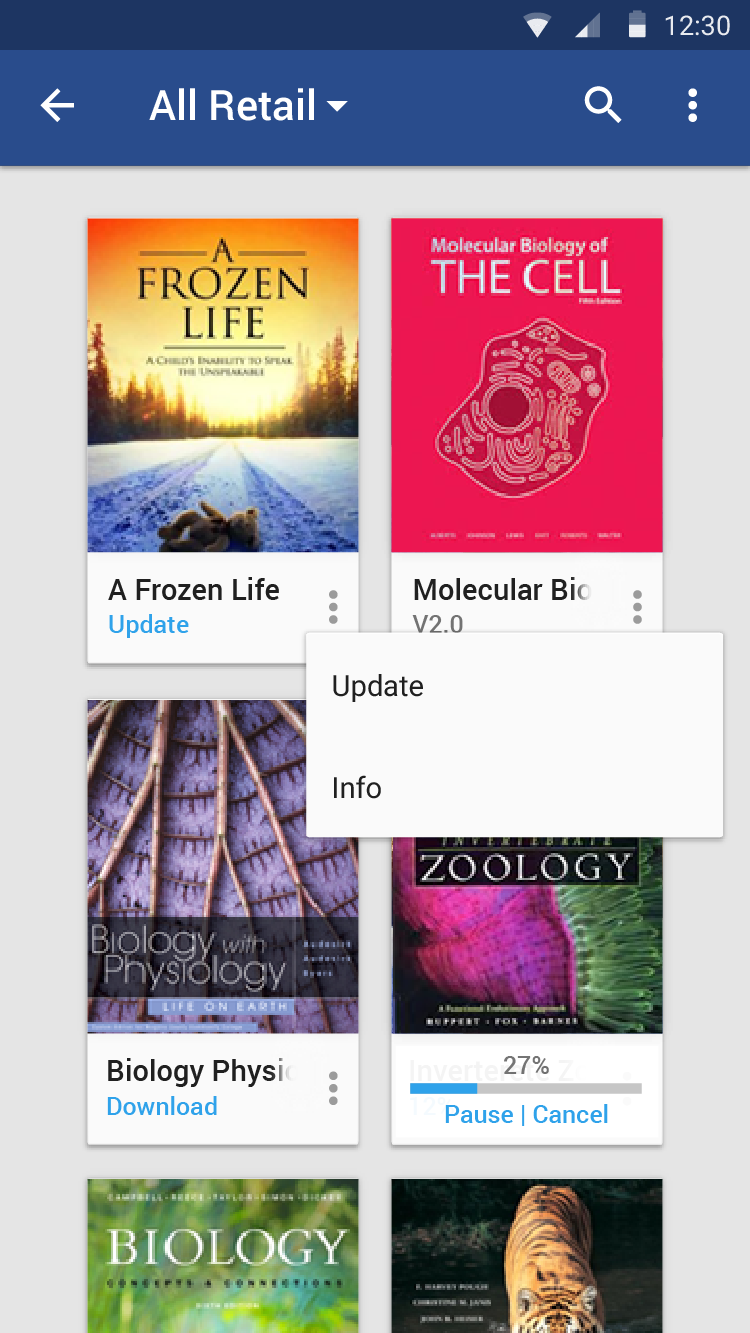 12:30
All Retail
A
FROZEN
LIFE
A CHILD'S INABILITY TO SPEAK
THE UNSPEAKABLE
Molecular Biology of
THE CELL
Fifth Edition
ALBERTS JOHNSON LEWIS RAFF ROBERTS WALTER
A Frozen Life
Update
Molecular Bio
V2.0
Update
Info
Biology with
Physiology
Audesirk
Audesirk
Byers
LIFE ON EARTH
INVERTEBRATE
ZOOLOGY
A Functional Evolutionary Approach
RUPPERT • FOX • BARNES
Biology Physic
Download
Inverterate Z
27%
Pause | Cancel
CAMPBELL • REECE • TAYLOR • SIMON • DICKEY
BIOLOGY
CONCEPTS & CONNECTIONS
SIXTH EDITION
F. HARVEY POUGH
CHRISTINE M. JANIS
JOHN B. HEISER